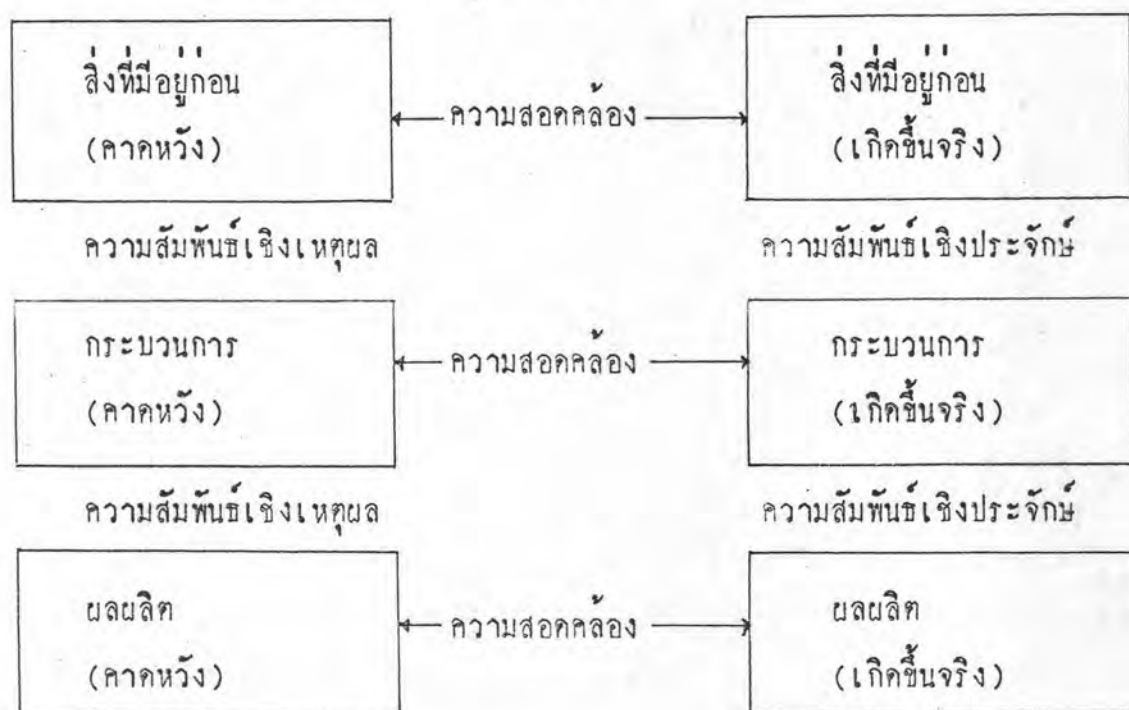 สิ่งที่มีอยู่ก่อน
(คาดหวัง)
ความสอดคล้อง
สิ่งที่มีอยู่ก่อน
(เกิดขึ้นจริง)
ความสัมพันธ์เชิงเหตุผล
ความสัมพันธ์เชิงประจักษ์
กระบวนการ
(คาดหวัง)
ความสอดคล้อง
กระบวนการ
(เกิดขึ้นจริง)
ความสัมพันธ์เชิงเหตุผล
ความสัมพันธ์เชิงประจักษ์
ผลผลิต
(คาดหวัง)
ความสอดคล้อง
ผลผลิต
(เกิดขึ้นจริง)